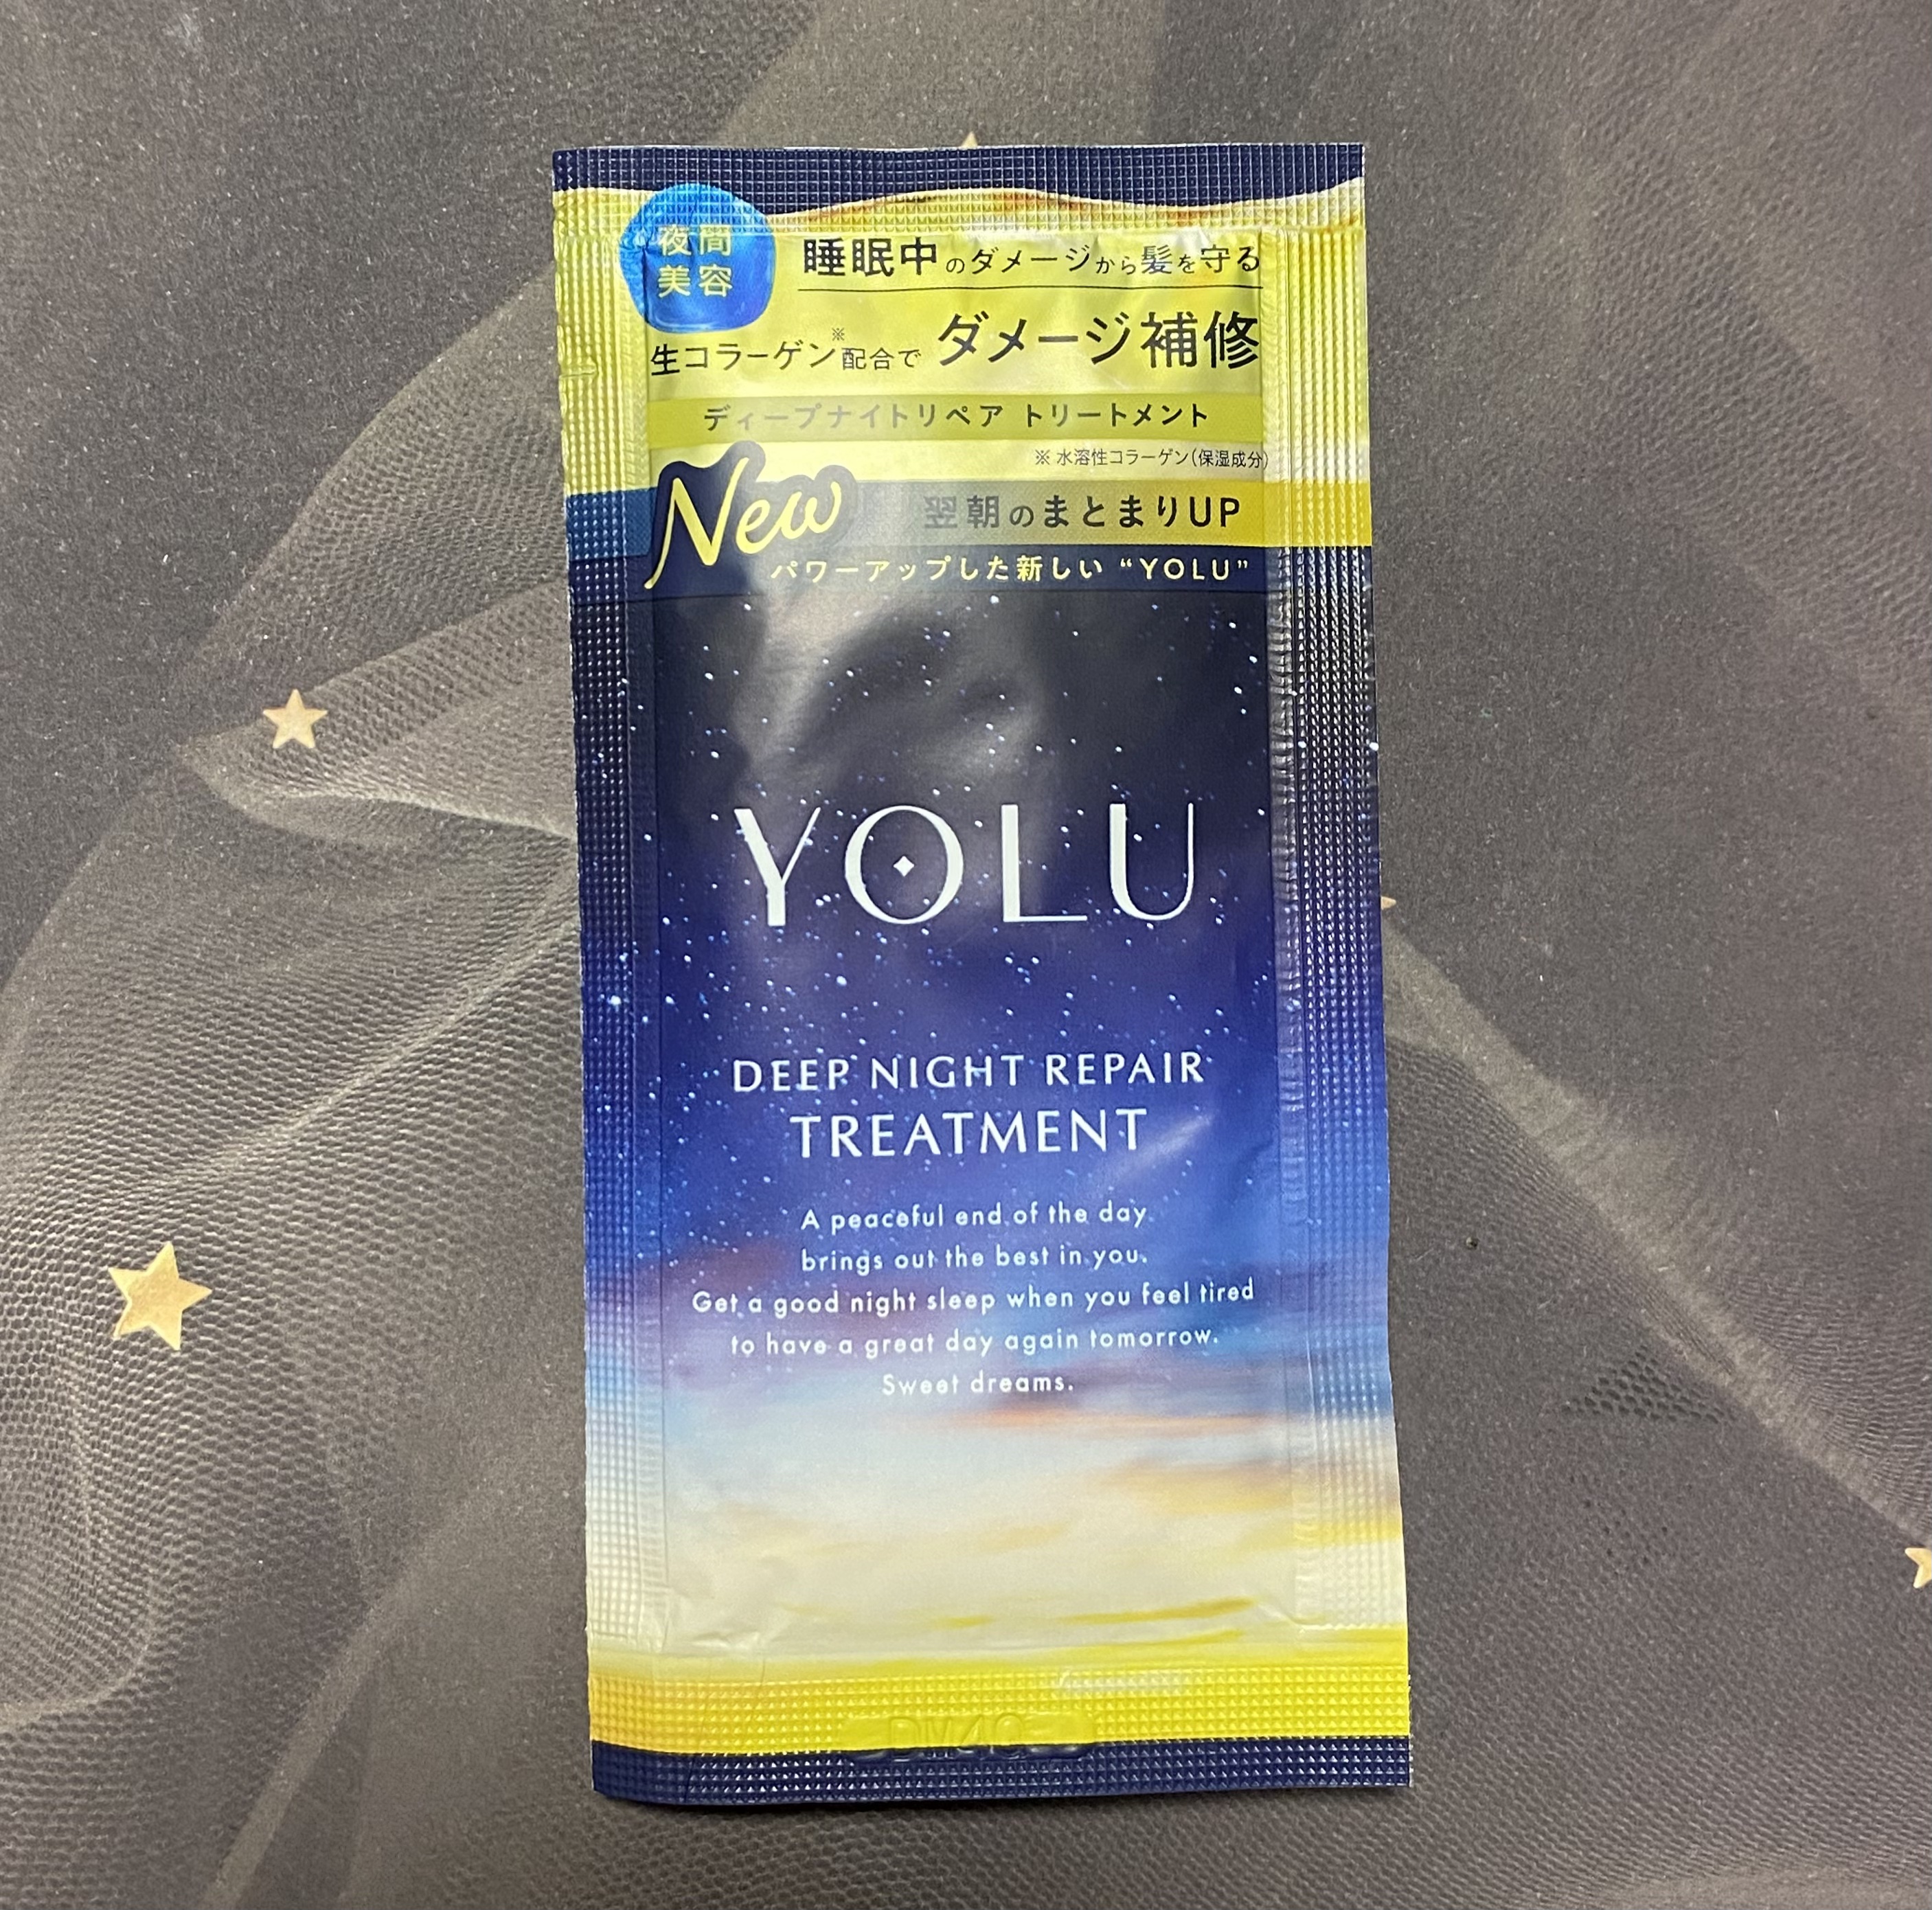 夜間
美容
睡眠中のダメージから髪を守る
生コラーゲン※配合で ダメージ補修
ディープナイトリペア トリートメント
※ 水溶性コラーゲン(保湿成分)
New
翌朝のまとまりUP
パワーアップした新しい “YOLU”
YOLU
DEEP NIGHT REPAIR
TREATMENT
A peaceful end of the day
brings out the best in you.
Get a good night sleep when you feel tired
to have a great day again tomorrow.
Sweet dreams.